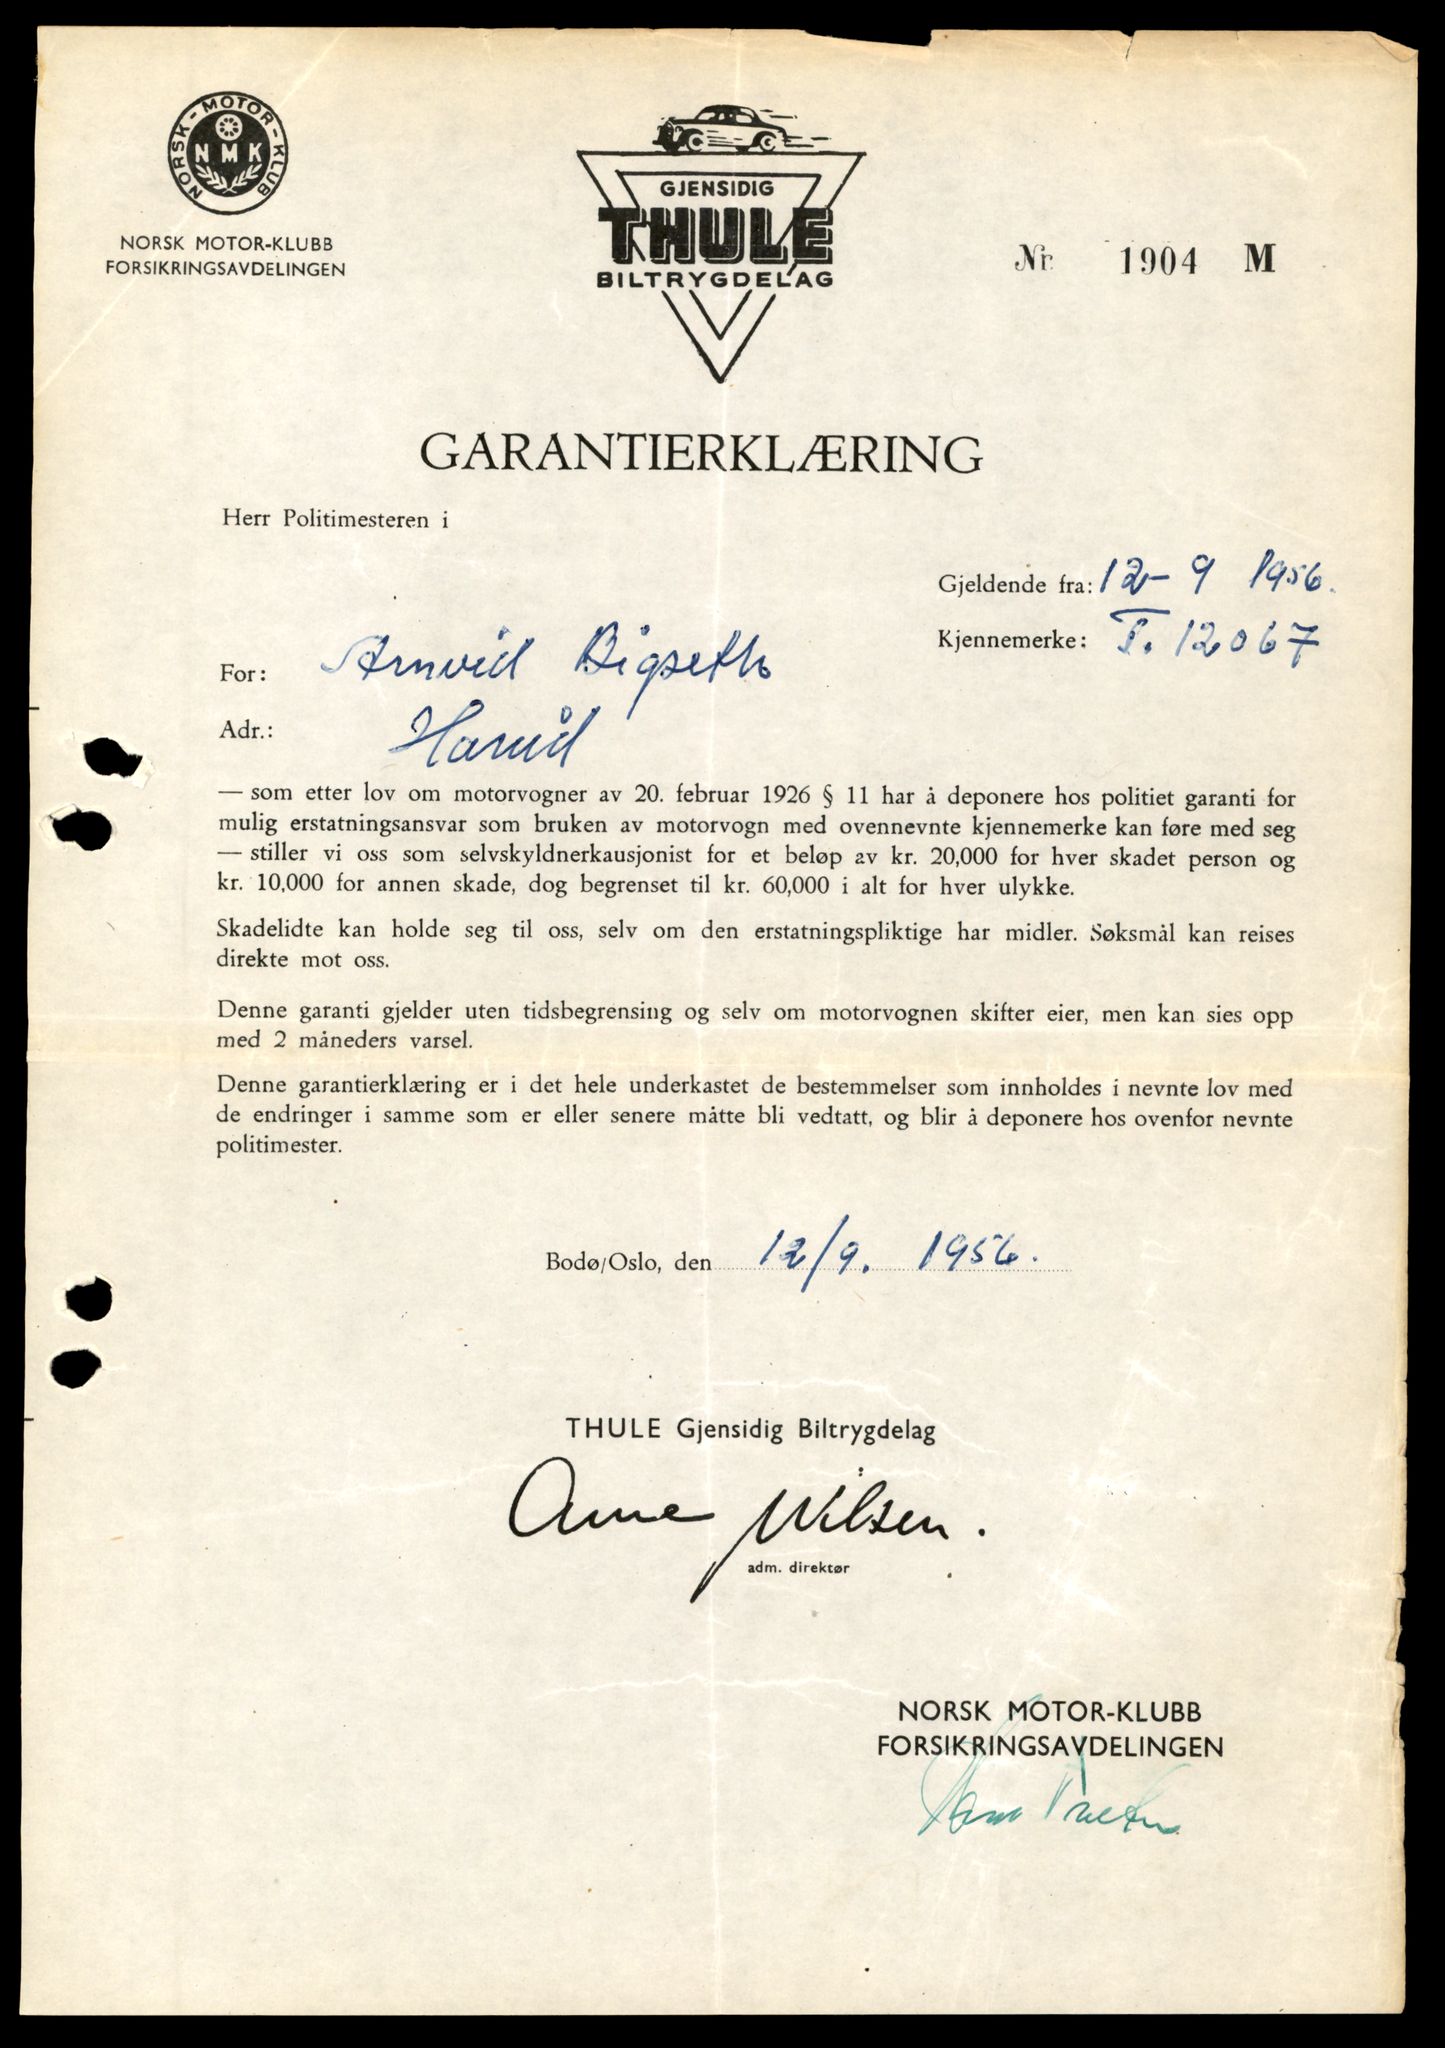 NORSK - MOTOR - KLUB
NMK
NORSK MOTOR-KLUBB
FORSIKRINGSAVDELINGEN
GJENSIDIG
THULE
BILTRYGDELAG
Nr. 1904 M
GARANTIERKLÆRING
Herr Politimesteren i
Gjeldende fra: 12-9 1956.
Kjennemerke: T. 12067
For: Arnvid Bigseth
Adr.: Hareid
— som etter lov om motorvogner av 20. februar 1926 § 11 har å deponere hos politiet garanti for
mulig erstatningsansvar som bruken av motorvogn med ovennevnte kjennemerke kan føre med seg
— stiller vi oss som selvskyldnerkausjonist for et beløp av kr. 20,000 for hver skadet person og
kr. 10,000 for annen skade, dog begrenset til kr. 60,000 i alt for hver ulykke.
Skadelidte kan holde seg til oss, selv om den erstatningspliktige har midler. Søksmål kan reises
direkte mot oss.
Denne garanti gjelder uten tidsbegrensing og selv om motorvognen skifter eier, men kan sies opp
med 2 måneders varsel.
Denne garantierklæring er i det hele underkastet de bestemmelser som innholdes i nevnte lov med
de endringer i samme som er eller senere måtte bli vedtatt, og blir å deponere hos ovenfor nevnte
politimester.
Bodø/Oslo, den 12/9. 1956.
THULE Gjensidig Biltrygdelag
Arne Nilsen.
adm. direktør
NORSK MOTOR-KLUBB
FORSIKRINGSAVDELINGEN